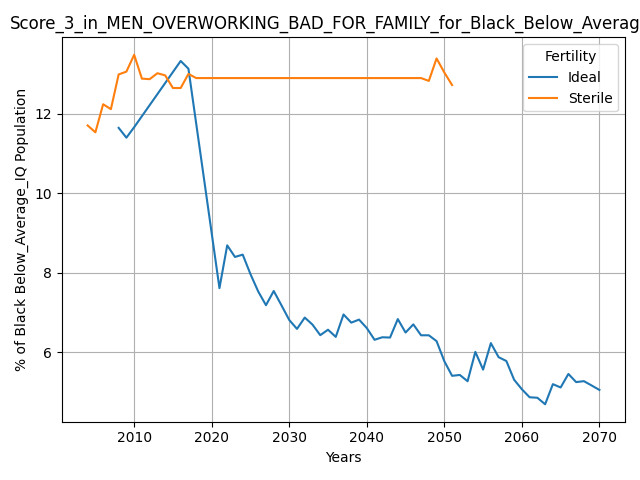 Score_3_in_MEN_OVERWORKING_BAD_FOR_FAMILY_for_Black_Below_Averag
Fertility
Ideal
Sterile
% of Black Below_Average_IQ Population
12
10
8
6
2010 2020 2030 2040 2050 2060 2070
Years